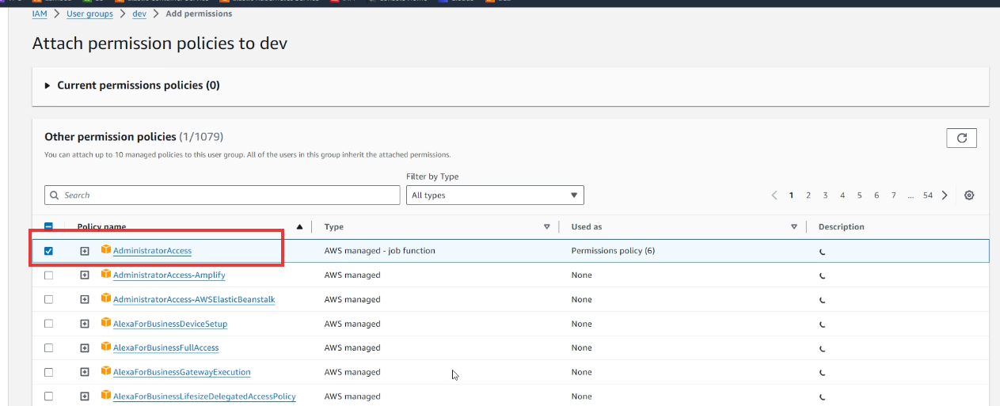 IAM > User groups > dev > Add permissions
Attach permission policies to dev
Current permissions policies (0)
Other permission policies (1/1079)
You can attach up to 10 managed policies to this user group. All of the users in this group inherit the attached permissions.
Filter by Type
Search
All types
1 2 3 4 5 6 7 ... 54
Policy name Type Used as Description
AdministratorAccess AWS managed - job function Permissions policy (6)
AdministratorAccess-Amplify AWS managed None
AdministratorAccess-AWSElasticBeanstalk AWS managed None
AlexaForBusinessDeviceSetup AWS managed None
AlexaForBusinessFullAccess AWS managed None
AlexaForBusinessGatewayExecution AWS managed None
AlexaForBusinessLifesizeDelegatedAccessPolicy AWS managed None